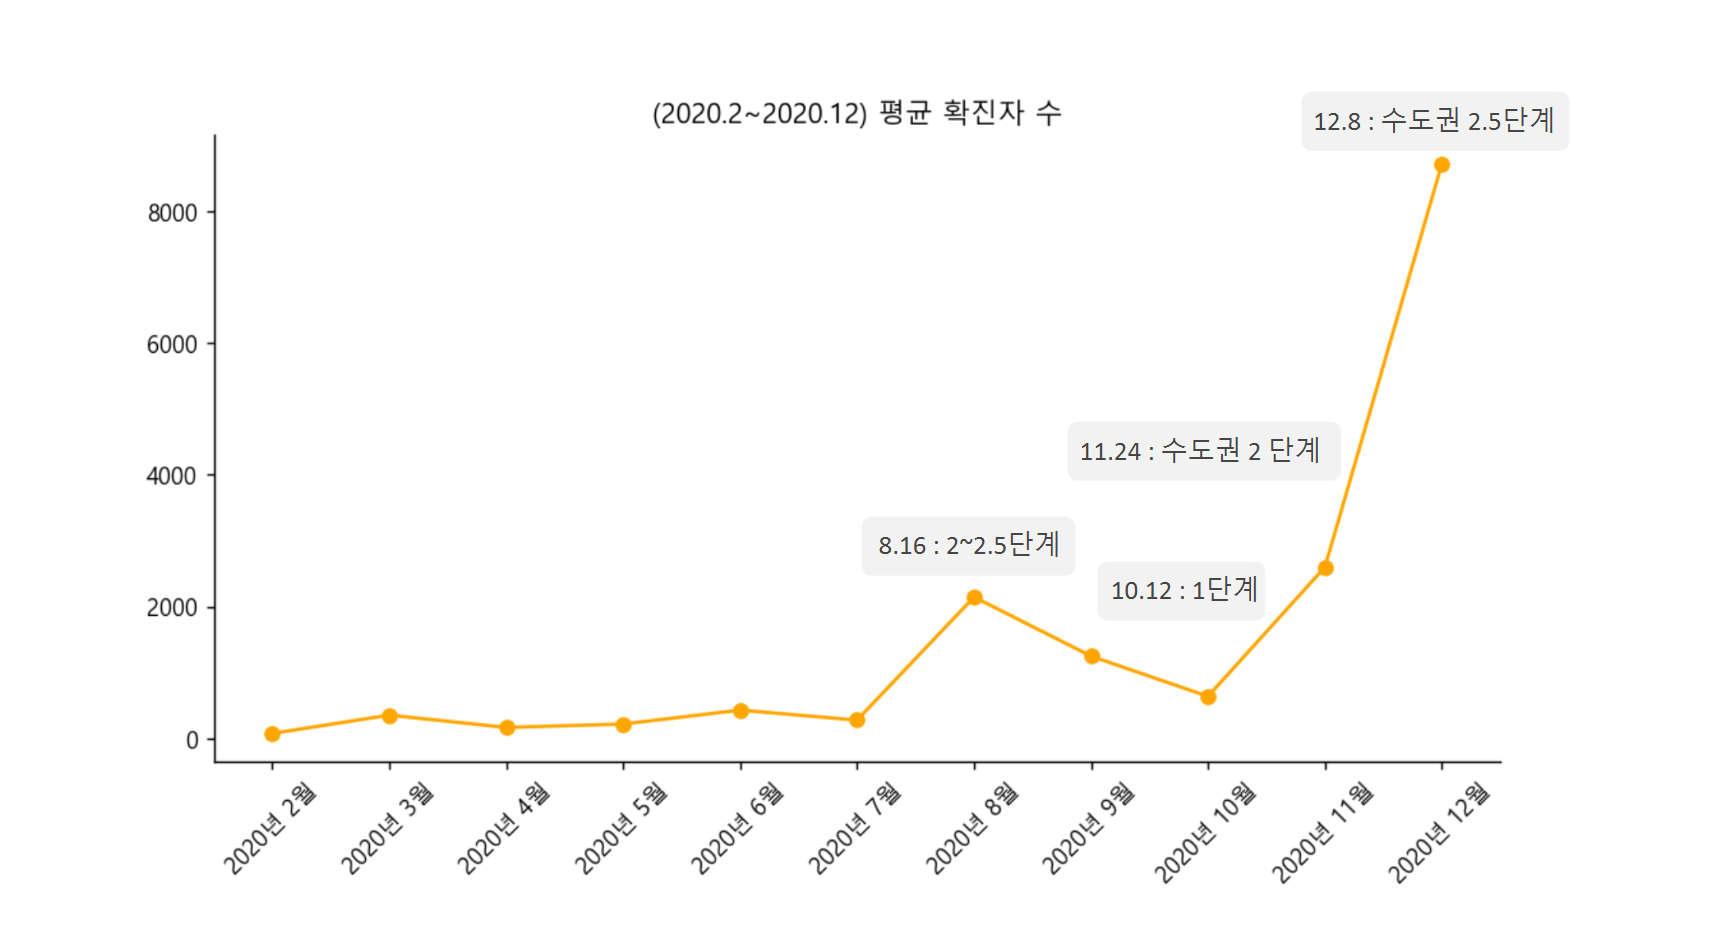 (2020.2~2020.12) 평균 확진자 수
12.8 : 수도권 2.5단계
8000
6000
11.24 : 수도권 2 단계
4000
8.16 : 2~2.5단계
10.12 : 1단계
2000
0
2020년 2월
2020년 3월
2020년 4월
2020년 5월
2020년 6월
2020년 7월
2020년 8월
2020년 9월
2020년 10월
2020년 11월
2020년 12월